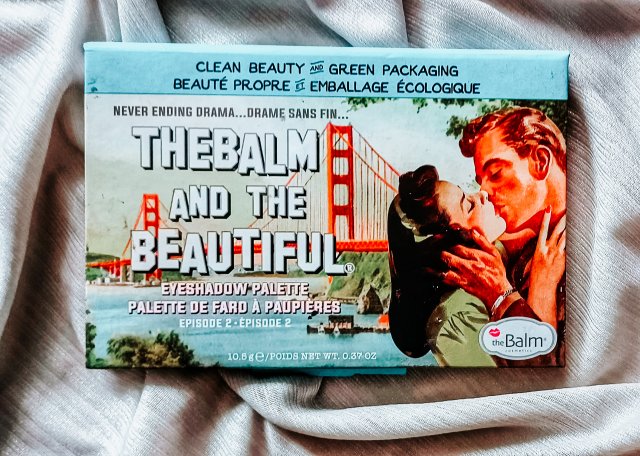 CLEAN BEAUTY AND GREEN PACKAGING
BEAUTÉ PROPRE ET EMBALLAGE ÉCOLOGIQUE
NEVER ENDING DRAMA...DRAME SANS FIN...
THEBALM
AND THE
BEAUTIFUL®
EYESHADOW PALETTE
PALETTE DE FARD À PAUPIÈRES
EPISODE 2 - ÉPISODE 2
10.5g℮/POIDS NET WT. 0.37 OZ
theBalm®
cosmetics